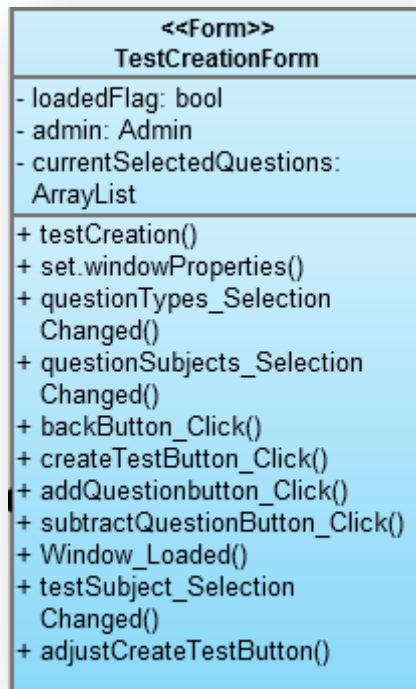 <<Form>>
TestCreationForm
- loadedFlag: bool
- admin: Admin
- currentSelectedQuestions:
ArrayList
+ testCreation()
+ set.windowProperties()
+ questionTypes_Selection
Changed()
+ questionSubjects_Selection
Changed()
+ backButton_Click()
+ createTestButton_Click()
+ addQuestionbutton_Click()
+ subtractQuestionButton_Click()
+ Window_Loaded()
+ testSubject_Selection
Changed()
+ adjustCreateTestButton()